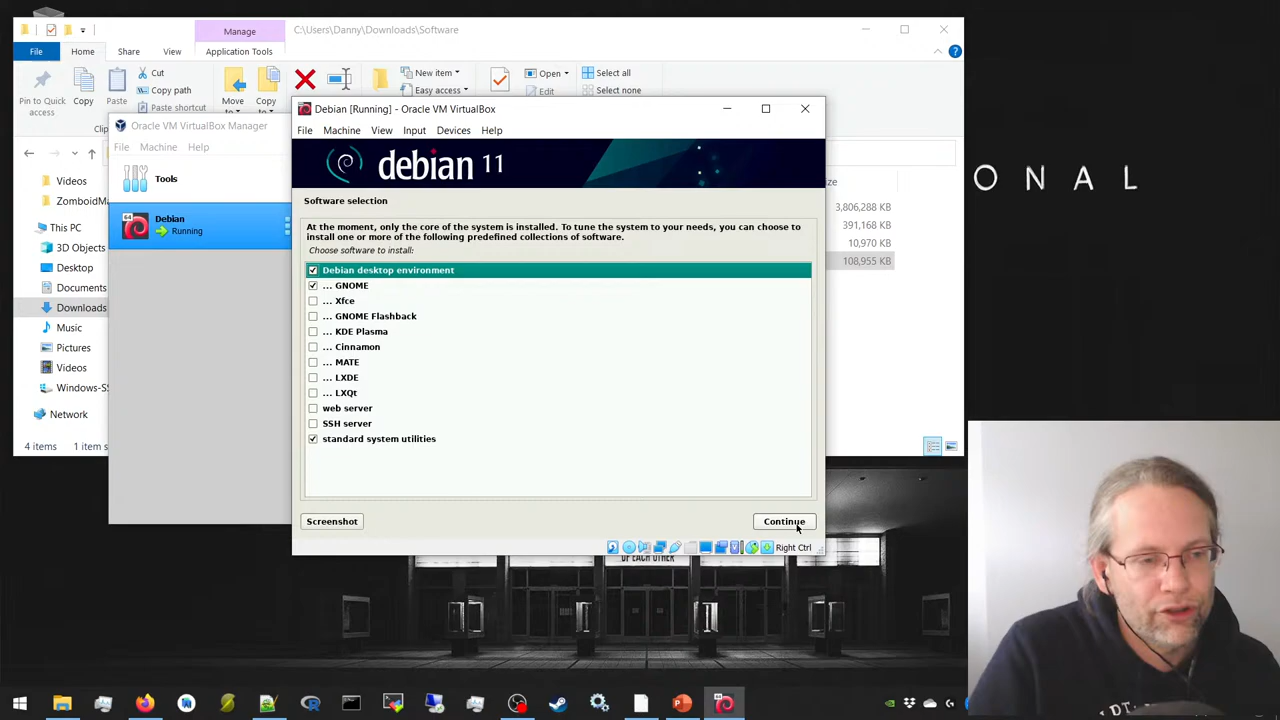 Manage
C:\Users\Danny\Downloads\Software
File
Home
Share
View
Application Tools
Pin to Quick
access
Copy
Paste
Cut
Copy path
Paste shortcut
Move
to
Copy
to
New item
Easy access
Open
Edit
Select all
Select none
Oracle VM VirtualBox Manager
File
Machine
Help
Tools
Debian
Running
64
Videos
This PC
3D Objects
Desktop
Downloads
Music
Pictures
Videos
Network
4 items
3,806,288 KB
391,168 KB
10,970 KB
108,955 KB
Debian [Running] - Oracle VM VirtualBox
File
Machine
View
Input
Devices
Help
debian 11
Software selection
At the moment, only the core of the system is installed. To tune the system to your needs, you can choose to
install one or more of the following predefined collections of software.
Choose software to install:
Debian desktop environment
... GNOME
... Xfce
... GNOME Flashback
... KDE Plasma
... Cinnamon
... MATE
... LXDE
... LXQt
web server
SSH server
standard system utilities
Screenshot
Continue
Right Ctrl
O N A L
OF EACH OTHER